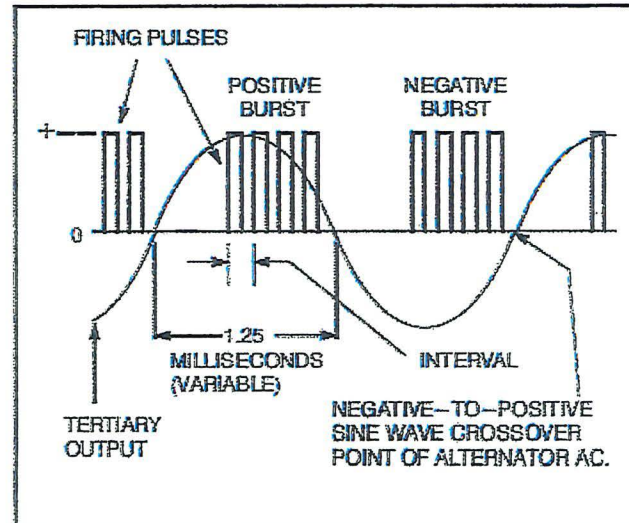 FIRING PULSES
POSITIVE
BURST
NEGATIVE
BURST
+
0
1.25
MILLISECONDS
(VARIABLE)
INTERVAL
TERTIARY
OUTPUT
NEGATIVE-TO-POSITIVE
SINE WAVE CROSSOVER
POINT OF ALTERNATOR AC.